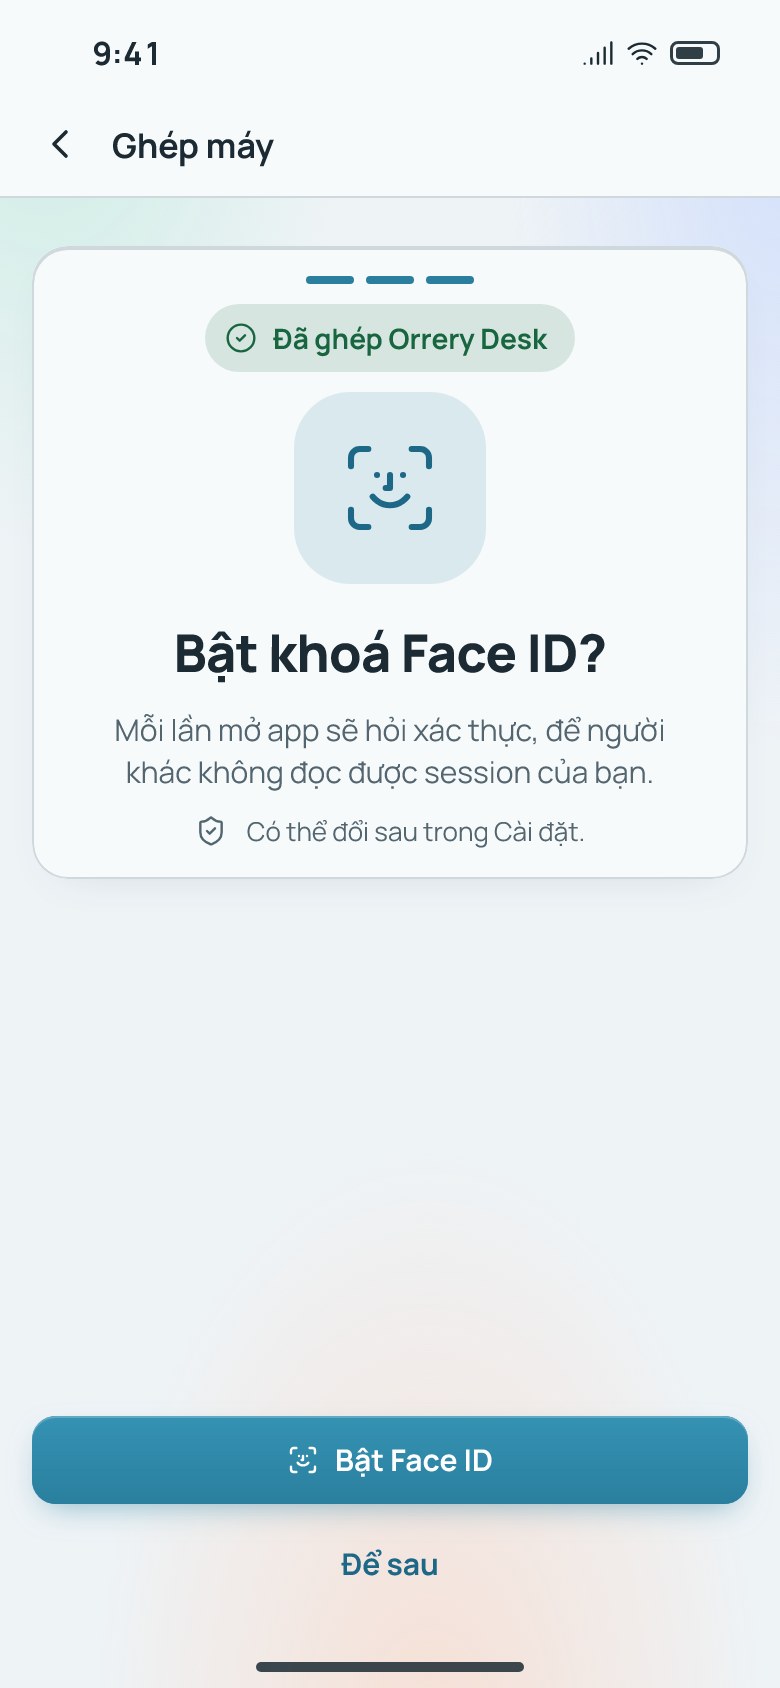 9:41
Ghép máy
Đã ghép Orrery Desk
Bật khoá Face ID?
Mỗi lần mở app sẽ hỏi xác thực, để người
khác không đọc được session của bạn.
Có thể đổi sau trong Cài đặt.
Bật Face ID
Để sau